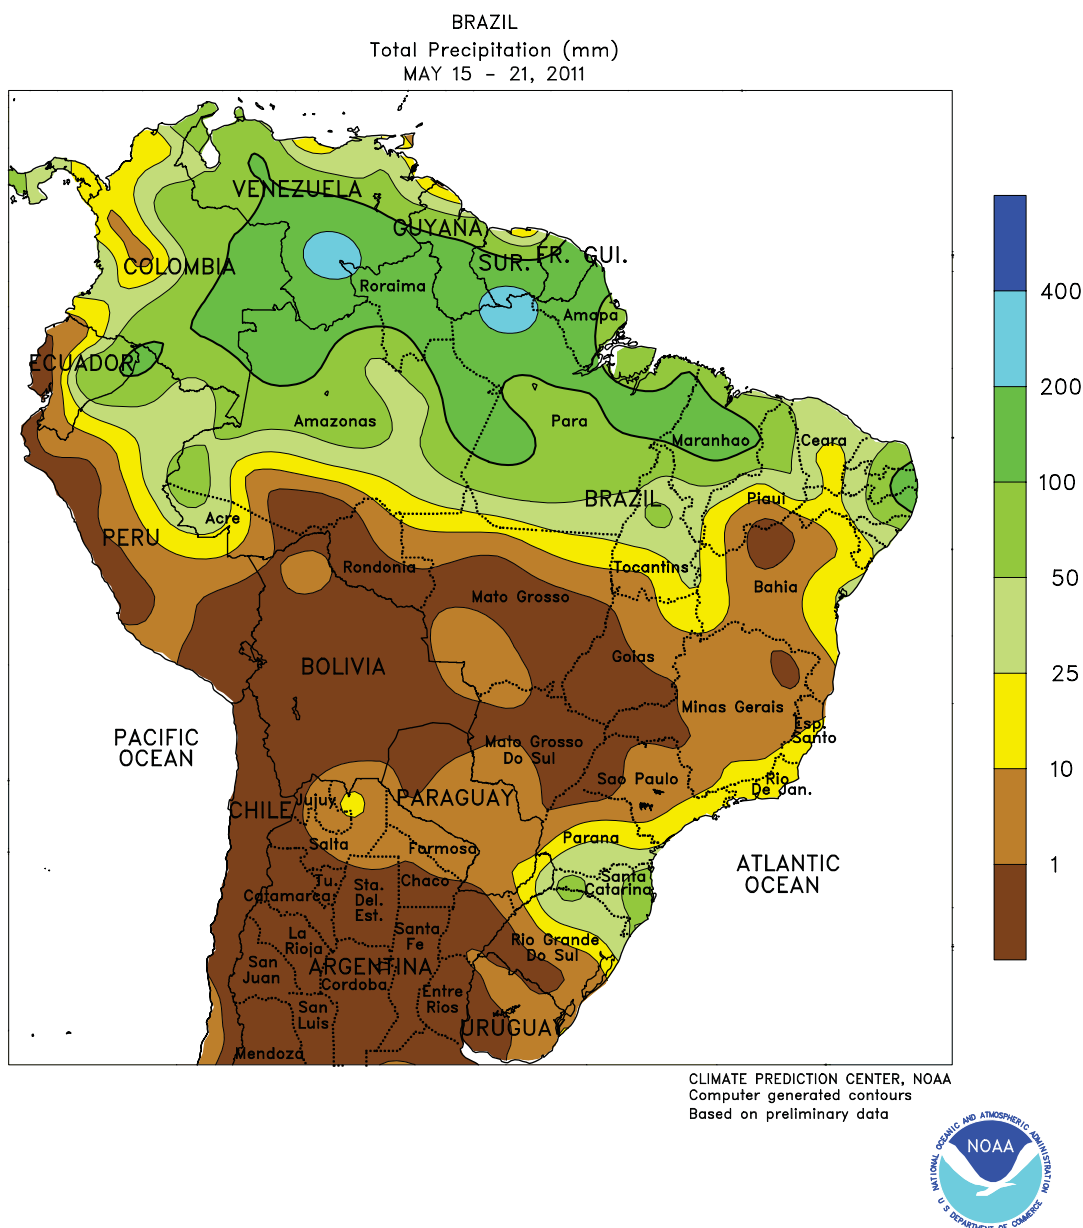 BRAZIL
Total Precipitation (mm)
MAY 15 - 21, 2011
VENEZUELA
GUYANA
SUR.
FR. GUI.
COLOMBIA
Roraima
Amapa
ECUADOR
Amazonas
Para
Maranhao
Ceara
BRAZIL
Piaui
Acre
PERU
Rondonia
Tocantins
Mato Grosso
Bahia
BOLIVIA
Goias
Minas Gerais
Esp.
Santo
PACIFIC
OCEAN
Mato Grosso
Do Sul
Sao Paulo
Rio
De Jan.
CHILE
Jujuy
PARAGUAY
Salta
Formosa
Parana
ATLANTIC
OCEAN
Tu.
Catamarca
Sta.
Del.
Est.
Chaco
Santa
Catarina
La
Rioja
Santa
Fe
Rio Grande
Do Sul
San
Juan
ARGENTINA
Cordoba
Entre
Rios
San
Luis
URUGUAY
Mendoza
400
200
100
50
25
10
1
CLIMATE PREDICTION CENTER, NOAA
Computer generated contours
Based on preliminary data
NATIONAL OCEANIC AND ATMOSPHERIC ADMINISTRATION
NOAA
U S DEPARTMENT OF COMMERCE